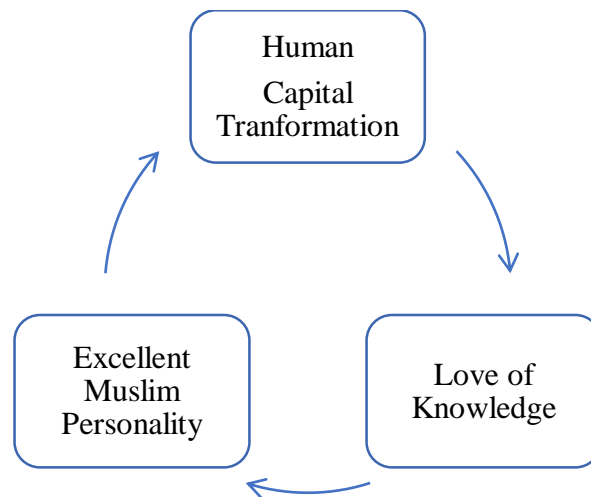 Human
Capital
Tranformation
Excellent
Muslim
Personality
Love of
Knowledge